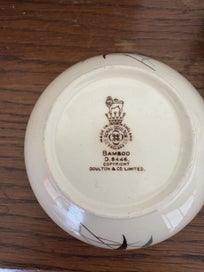 BAMBOO
D.6446.
COPYRIGHT
DOULTON & CO. LIMITED.